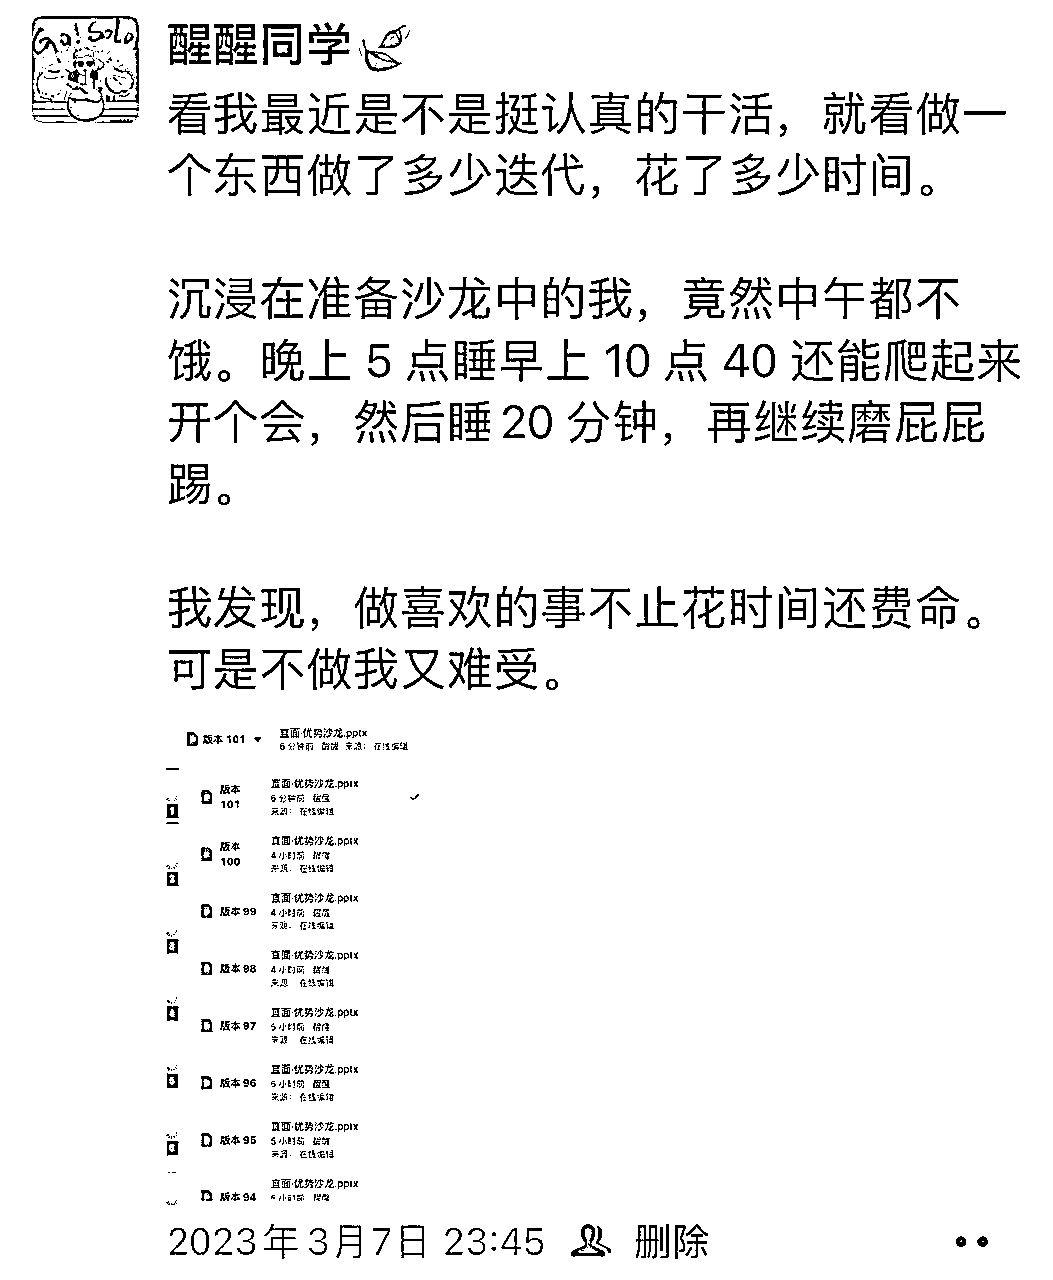 Go! Solo
醒醒同学
看我最近是不是挺认真的干活，就看做一
个东西做了多少迭代，花了多少时间。
沉浸在准备沙龙中的我，竟然中午都不
饿。晚上 5 点睡早上 10 点 40 还能爬起来
开个会，然后睡 20 分钟，再继续磨屁屁
踢。
我发现，做喜欢的事不止花时间还费命。
可是不做我又难受。
版本 101
直面·优势沙龙.pptx
6 分钟前 醒醒 来源：在线编辑
版本
101
直面·优势沙龙.pptx
6 分钟前 醒醒
来源：在线编辑
版本
100
直面·优势沙龙.pptx
4 小时前 醒醒
来源：在线编辑
版本 99
直面·优势沙龙.pptx
4 小时前 醒醒
来源：在线编辑
版本 98
直面·优势沙龙.pptx
4 小时前 醒醒
来源：在线编辑
版本 97
直面·优势沙龙.pptx
5 小时前 醒醒
来源：在线编辑
版本 96
直面·优势沙龙.pptx
5 小时前 醒醒
来源：在线编辑
版本 95
直面·优势沙龙.pptx
5 小时前 醒醒
来源：在线编辑
版本 94
直面·优势沙龙.pptx
5 小时前 醒醒
2023年3月7日 23:45 删除